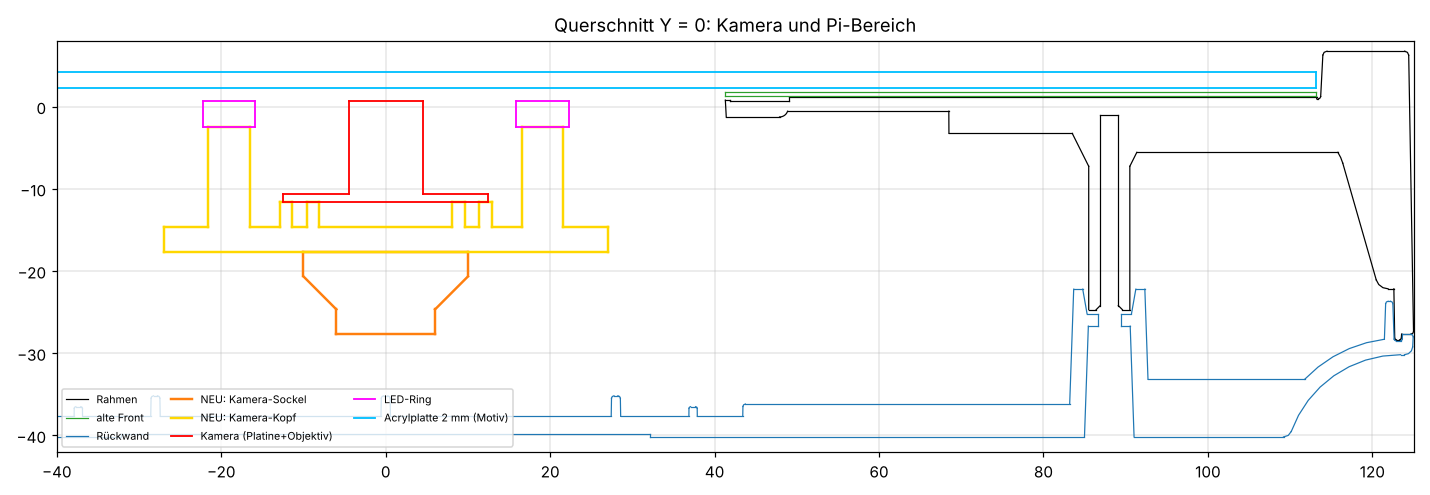 Querschnitt Y = 0: Kamera und Pi-Bereich
0
−10
−20
−30
−40
Rahmen
alte Front
Rückwand
NEU: Kamera-Sockel
NEU: Kamera-Kopf
Kamera (Platine+Objektiv)
LED-Ring
Acrylplatte 2 mm (Motiv)
−40 −20 0 20 40 60 80 100 120